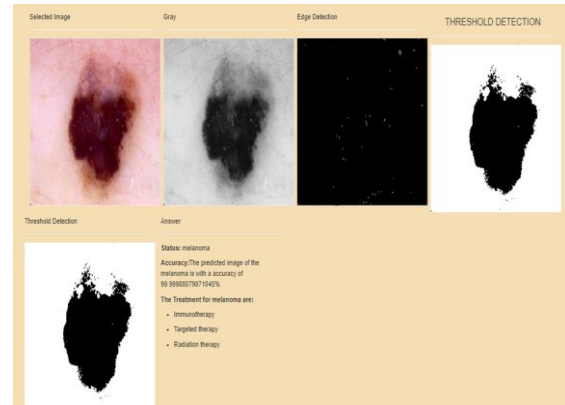 Selected Image
Gray
Edge Detection
THRESHOLD DETECTION
Threshold Detection
Answer
Status: melanoma
Accuracy:The predicted image of the
melanoma is with a accuracy of
99.99988079071045%
The Treatment for melanoma are:
• Immunotherapy
• Targeted therapy
• Radiation therapy